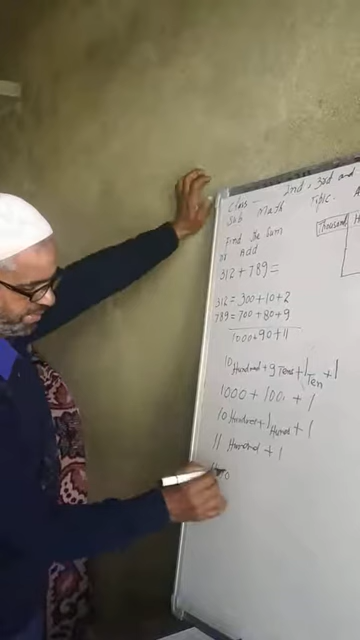 Class - 2nd, 3rd and
Sub Math Topic: A
Thousand H
Find the Sum
or Add
312 + 789 =
312 = 300+10+2
789 = 700+80+9
1000+90+11
10 Hundred + 9 Tens + 1 Ten + 1
1000 + 100 + 1
10 Hundred + 1 Hundred + 1
11 Hundred + 1